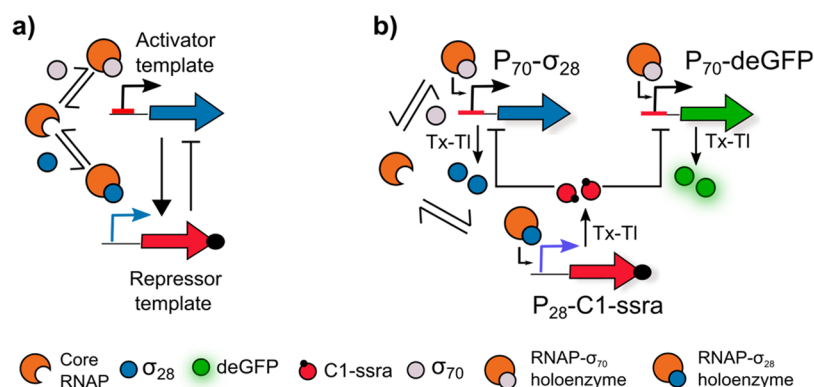 a)
Activator
template
Repressor
template
b)
P₇₀-σ₂₈
P₇₀-deGFP
Tx-Tl
Tx-Tl
Tx-Tl
P₂₈-C1-ssra
Core
RNAP
σ₂₈
deGFP
C1-ssra
σ₇₀
RNAP-σ₇₀
holoenzyme
RNAP-σ₂₈
holoenzyme